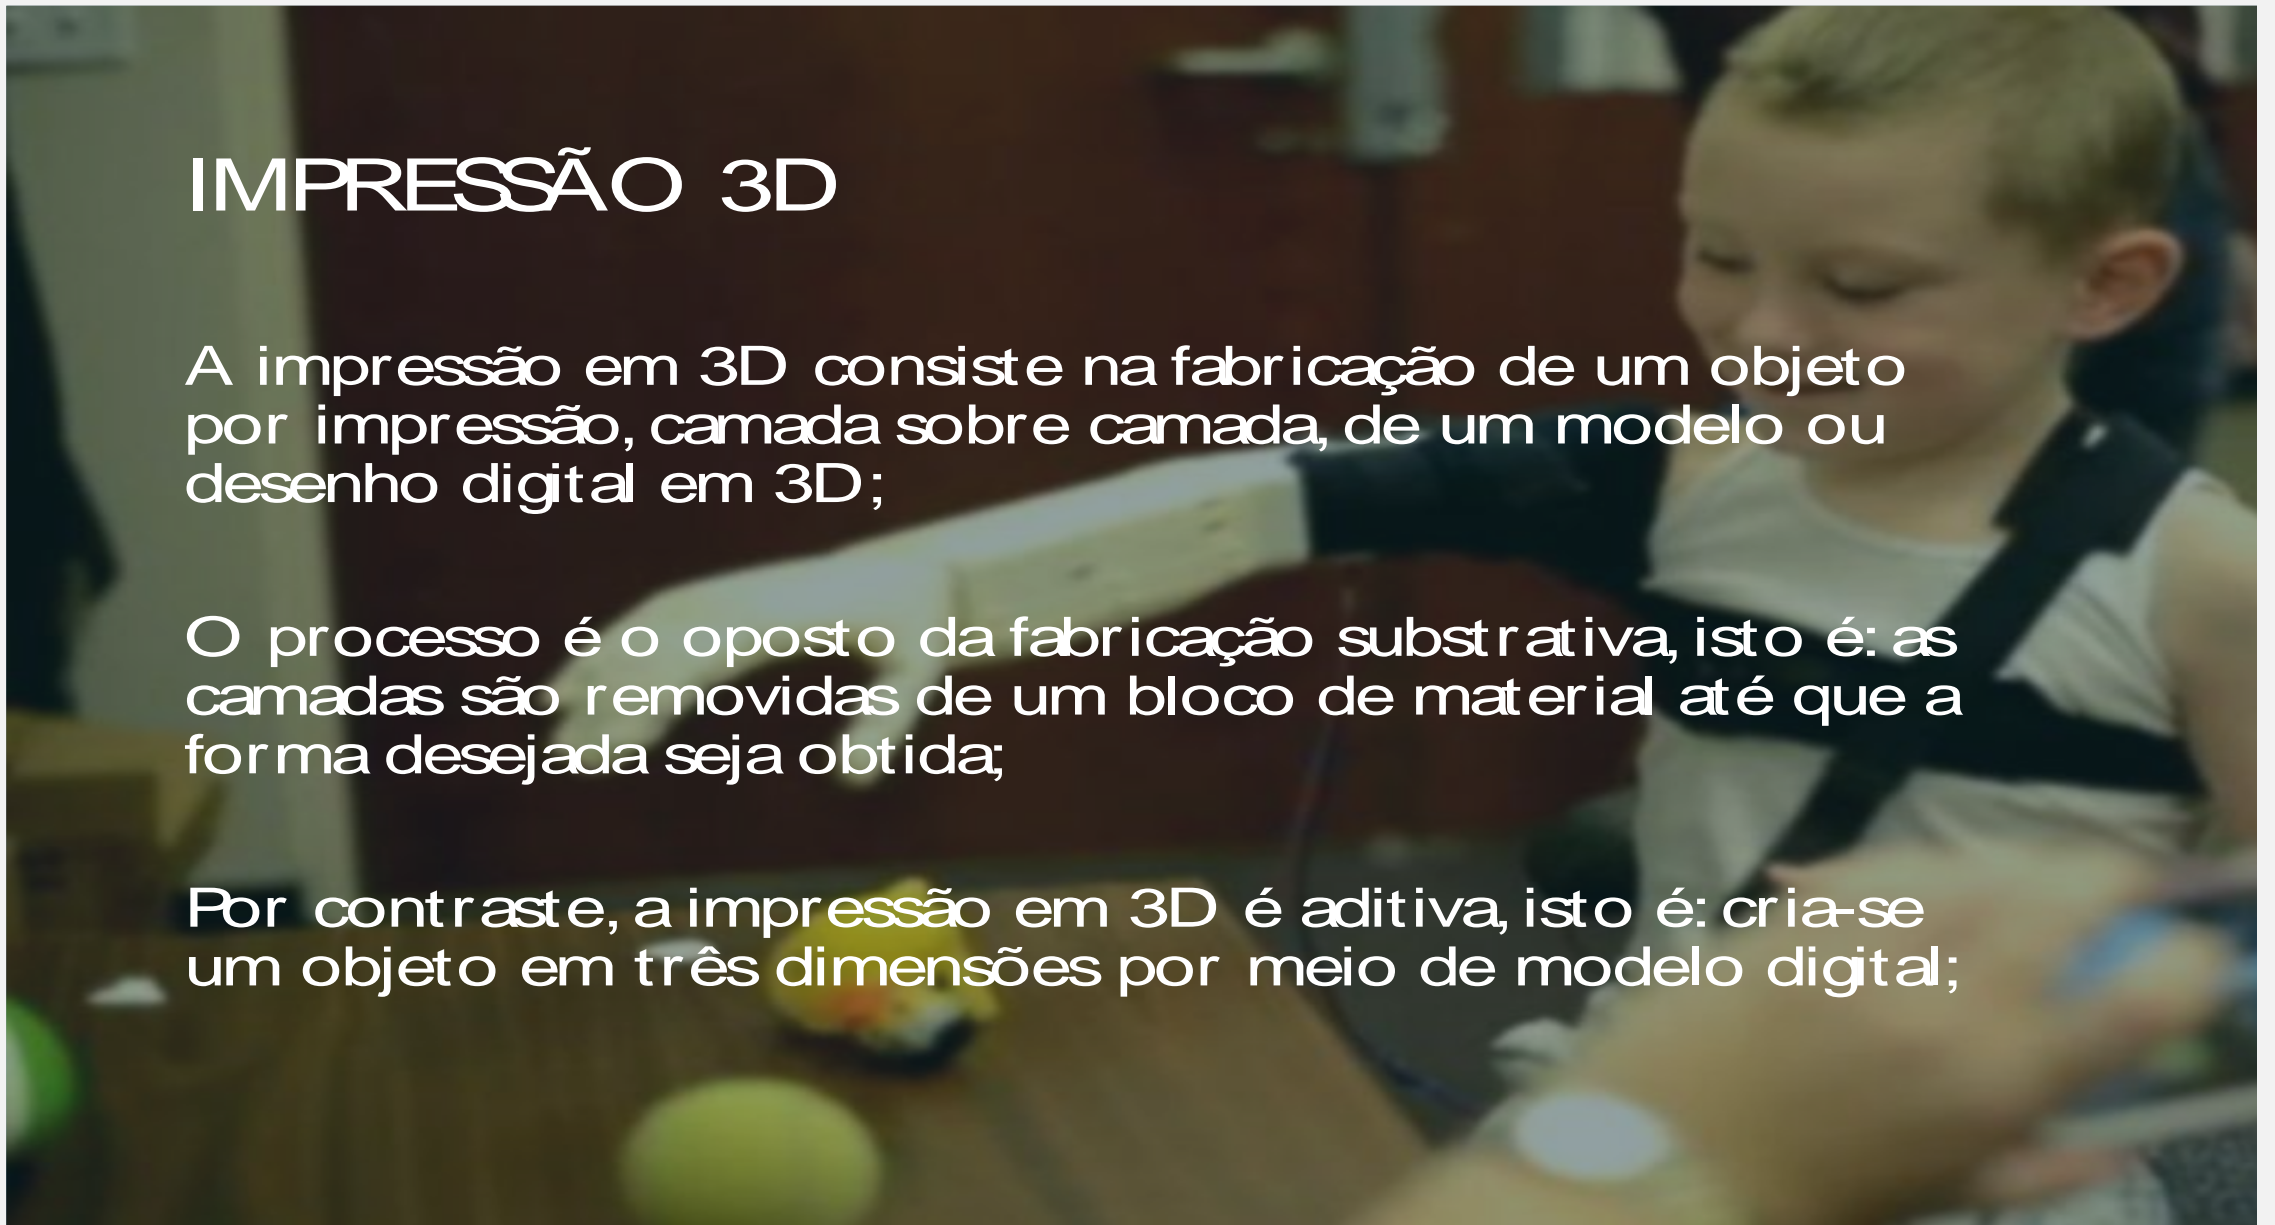 IMPRESSÃO 3D
A impressão em 3D consiste na fabricação de um objeto
por impressão, camada sobre camada, de um modelo ou
desenho digital em 3D;
O processo é o oposto da fabricação substrativa, isto é: as
camadas são removidas de um bloco de material até que a
forma desejada seja obtida;
Por contraste, a impressão em 3D é aditiva, isto é: cria-se
um objeto em três dimensões por meio de modelo digital;